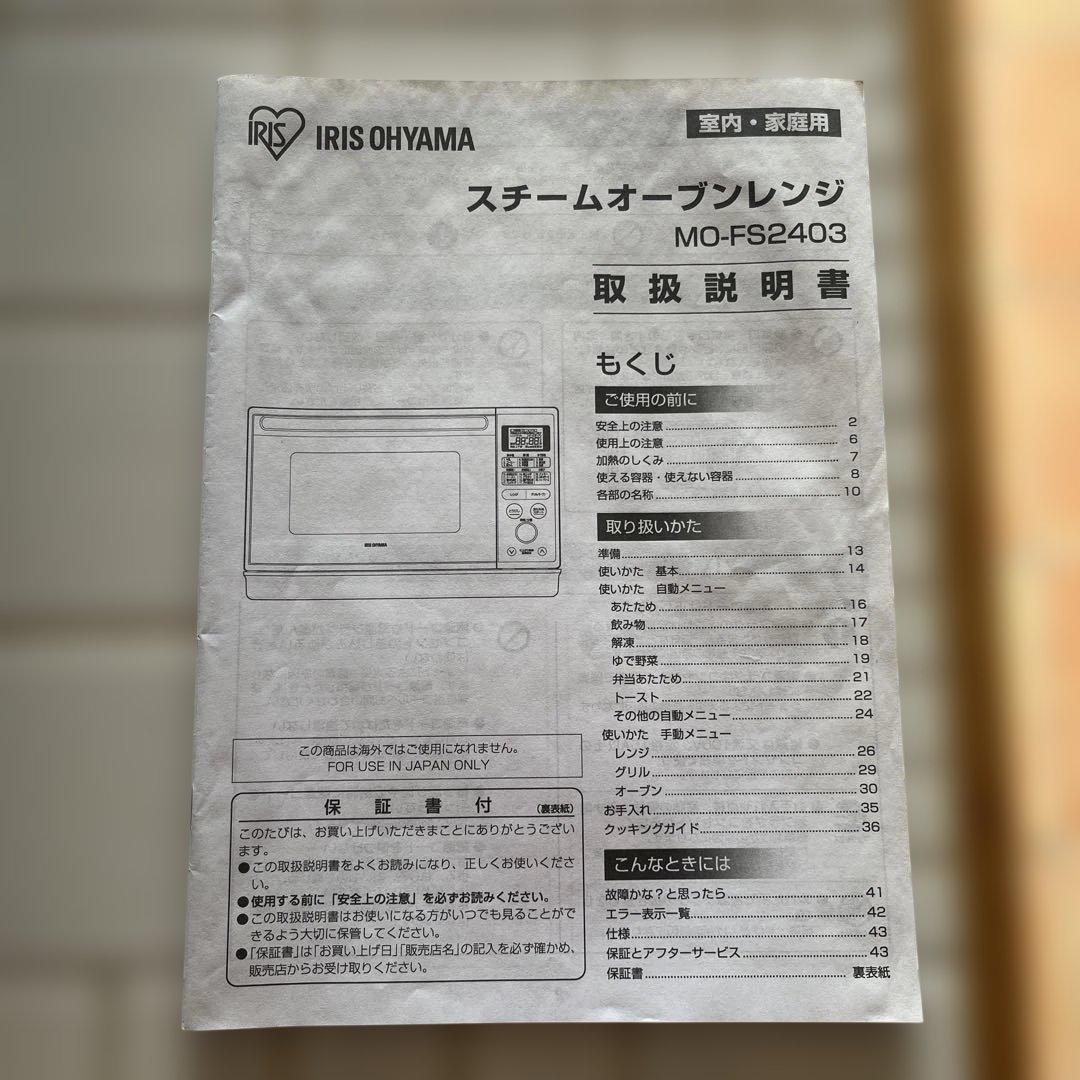 IRIS IRIS OHYAMA
室内・家庭用
スチームオーブンレンジ
MO-FS2403
取扱説明書
もくじ
ご使用の前に
安全上の注意 2
使用上の注意 6
加熱のしくみ 7
使える容器・使えない容器 8
各部の名称 10
取り扱いかた
準備 13
使いかた 基本 14
使いかた 自動メニュー
あたため 16
飲み物 17
解凍 18
ゆで野菜 19
弁当あたため 21
トースト 22
その他の自動メニュー 24
使いかた 手動メニュー
レンジ 26
グリル 29
オーブン 30
お手入れ 35
クッキングガイド 36
こんなときには
故障かな？と思ったら 41
エラー表示一覧 42
仕様 43
保証とアフターサービス 43
保証書 裏表紙
IRIS OHYAMA
この商品は海外ではご使用になれません。
FOR USE IN JAPAN ONLY
保証書付 （裏表紙）
このたびは、お買い上げいただきまことにありがとうござい
ます。
●この取扱説明書をよくお読みになり、正しくお使いくださ
い。
●使用する前に「安全上の注意」を必ずお読みください。
●この取扱説明書はお使いになる方がいつでも見ることがで
きるよう大切に保管してください。
●「保証書」は「お買い上げ日」「販売店名」の記入を必ず確かめ、
販売店からお受け取りください。